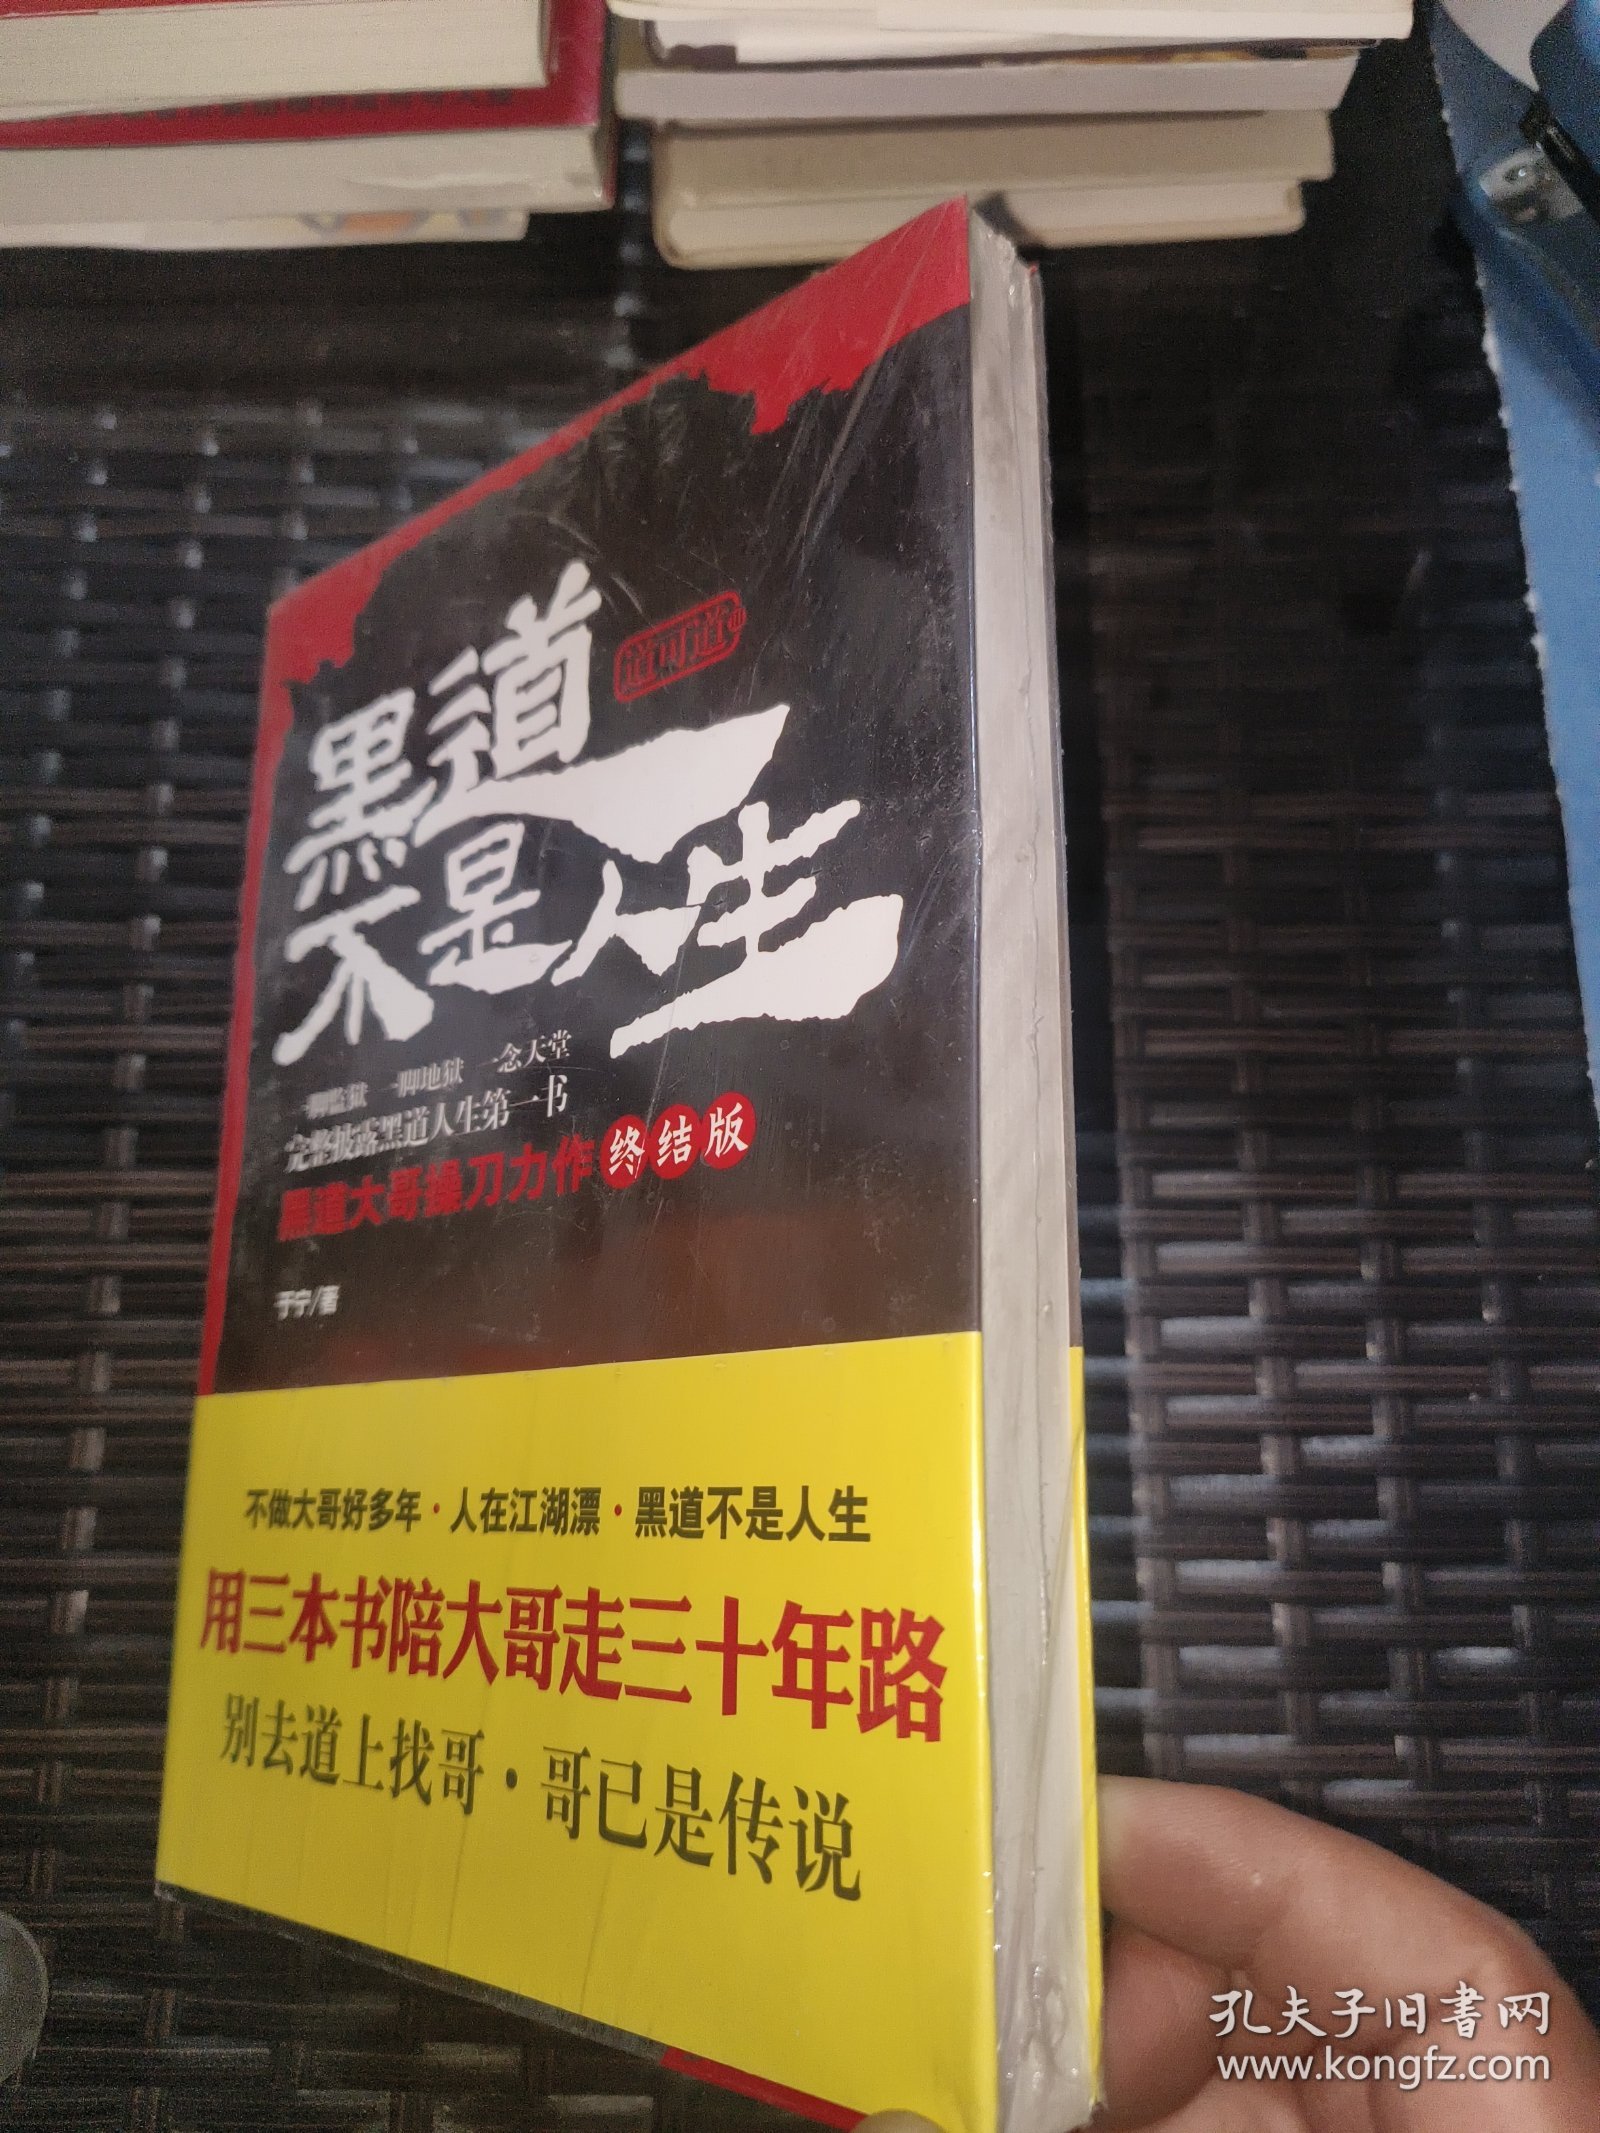 道可道
黑道
不是人生
一脚监狱 一脚地狱 一念天堂
完整披露黑道人生第一书
黑道大哥操刀力作 终结版
于宁/著
不做大哥好多年·人在江湖漂·黑道不是人生
用三本书陪大哥走三十年路
别去道上找哥·哥已是传说
孔夫子旧书网
www.kongfz.com